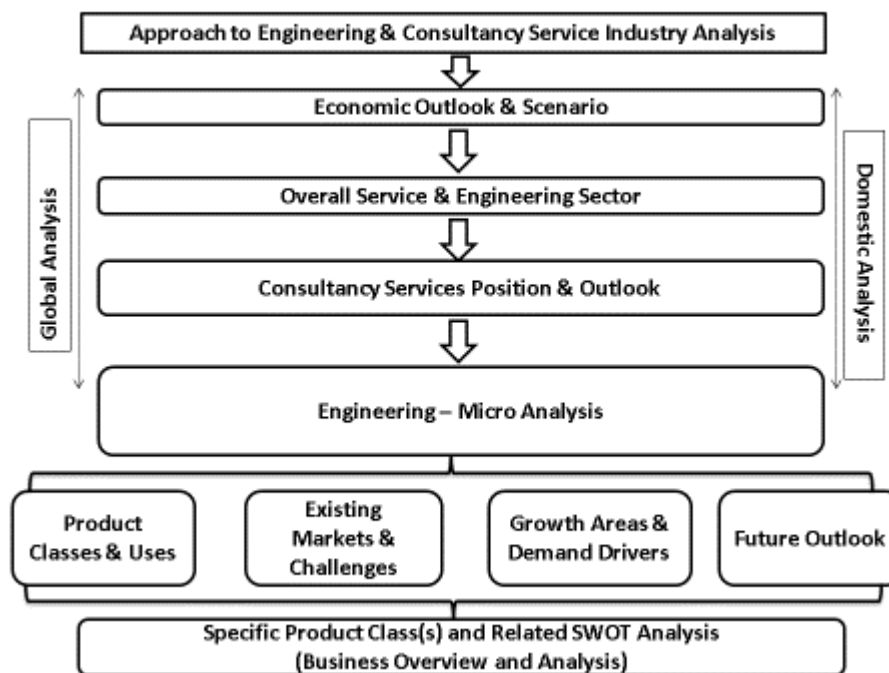 Approach to Engineering & Consultancy Service Industry Analysis
Economic Outlook & Scenario
Overall Service & Engineering Sector
Consultancy Services Position & Outlook
Engineering – Micro Analysis
Global Analysis
Domestic Analysis
Product
Classes & Uses
Existing
Markets &
Challenges
Growth Areas &
Demand Drivers
Future Outlook
Specific Product Class(s) and Related SWOT Analysis
(Business Overview and Analysis)